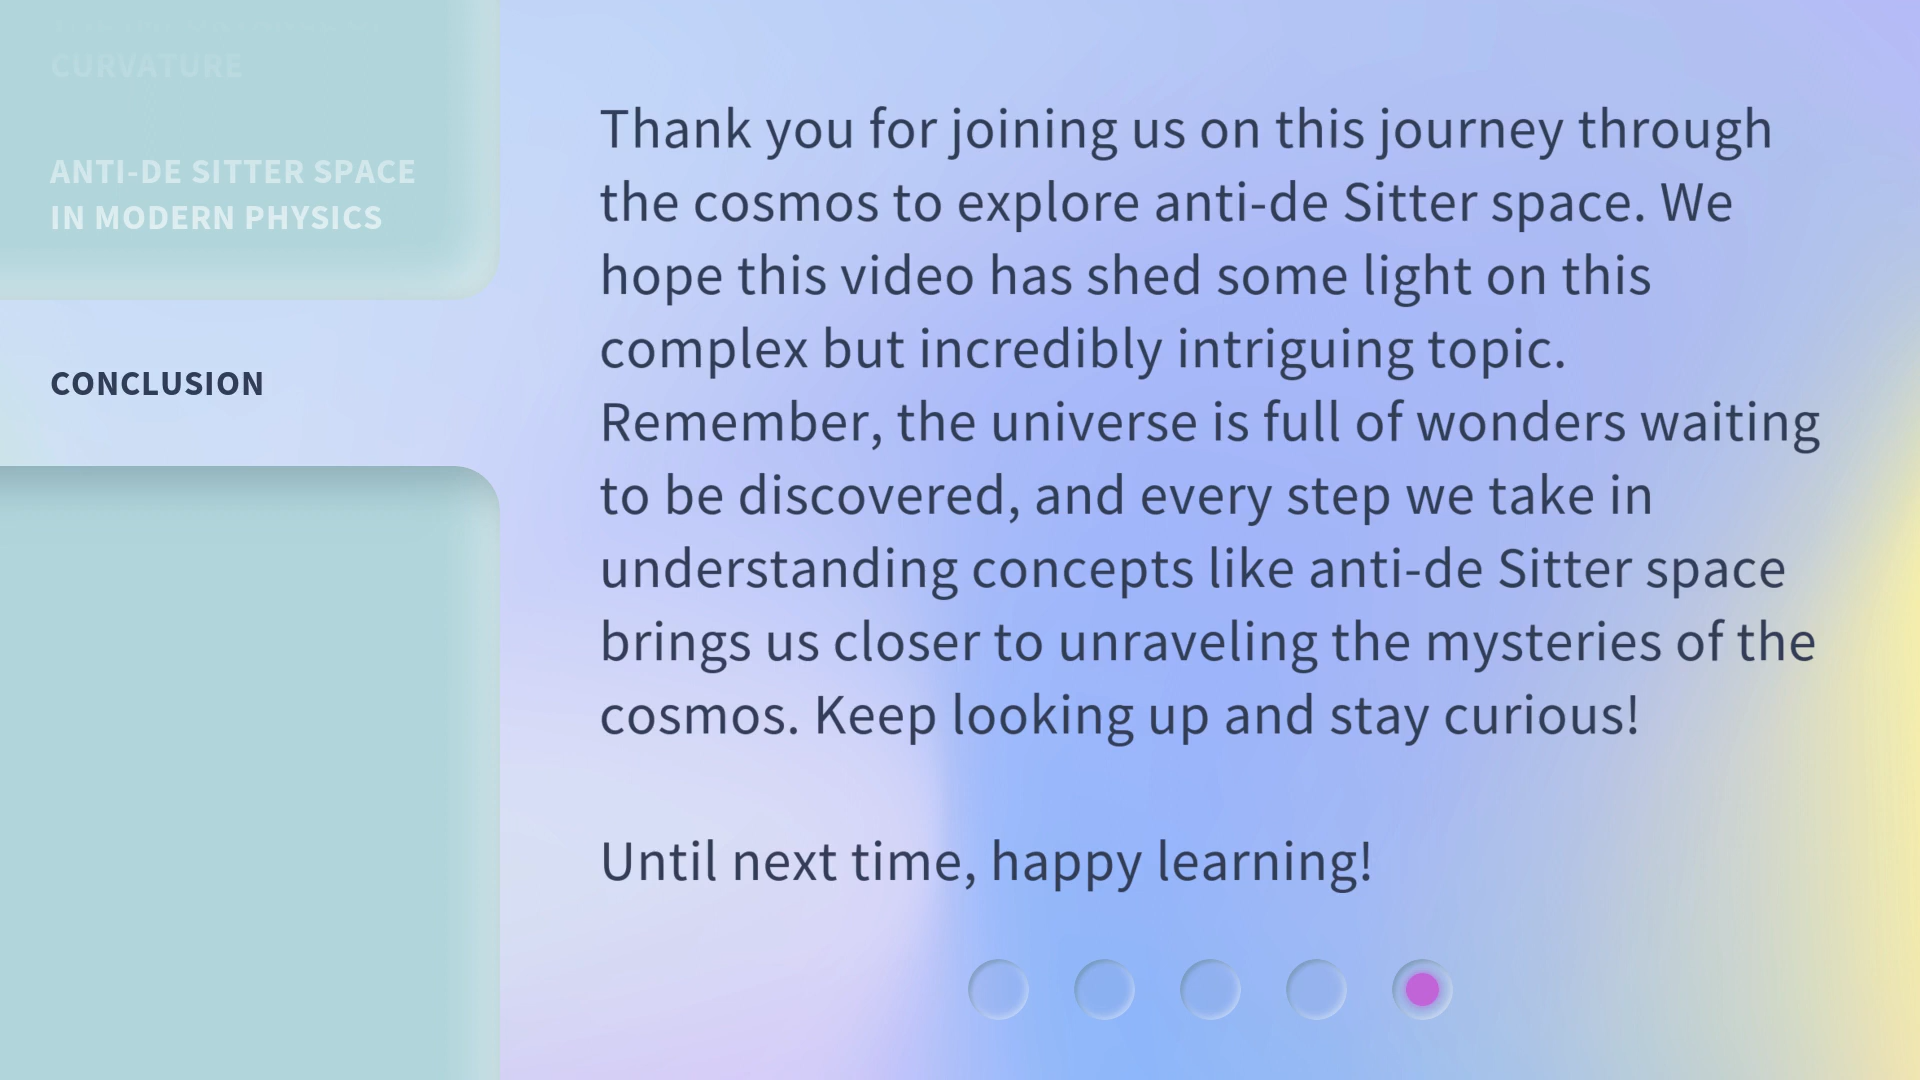 CURVATURE
ANTI-DE SITTER SPACE
IN MODERN PHYSICS
CONCLUSION
Thank you for joining us on this journey through
the cosmos to explore anti-de Sitter space. We
hope this video has shed some light on this
complex but incredibly intriguing topic.
Remember, the universe is full of wonders waiting
to be discovered, and every step we take in
understanding concepts like anti-de Sitter space
brings us closer to unraveling the mysteries of the
cosmos. Keep looking up and stay curious!
Until next time, happy learning!